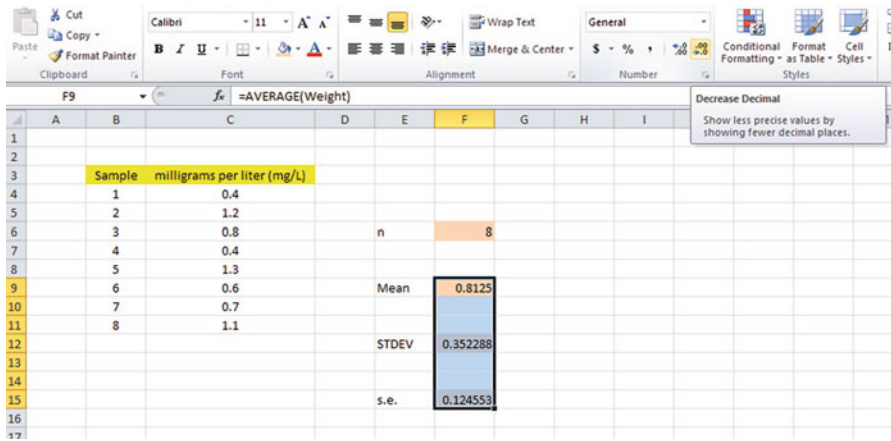 Cut
Copy
Paste
Format Painter
Clipboard
Calibri 11 A A
B I U A
Font
Wrap Text
Merge & Center
Alignment
General
$ % , .00 .00
Number
Conditional Formatting
Format as Table
Cell Styles
Styles
F9 fx =AVERAGE(Weight)
Decrease Decimal
Show less precise values by
showing fewer decimal places.
A B C D E F G H I
1
2
3 Sample milligrams per liter (mg/L)
4 1 0.4
5 2 1.2
6 3 0.8 n 8
7 4 0.4
8 5 1.3
9 6 0.6 Mean 0.8125
10 7 0.7
11 8 1.1
12 STDEV 0.352288
13
14
15 s.e. 0.124553
16
17